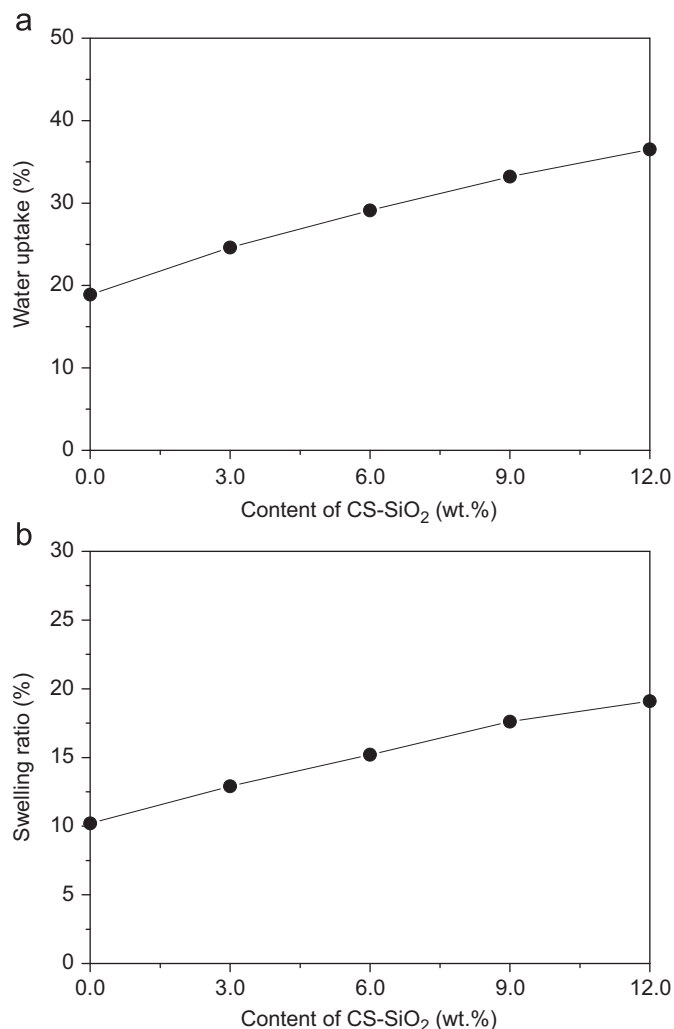 a
50
40
30
20
10
0
Water uptake (%)
0.0 3.0 6.0 9.0 12.0
Content of CS-SiO₂ (wt.%)
b
30
25
20
15
10
5
0
Swelling ratio (%)
0.0 3.0 6.0 9.0 12.0
Content of CS-SiO₂ (wt.%)